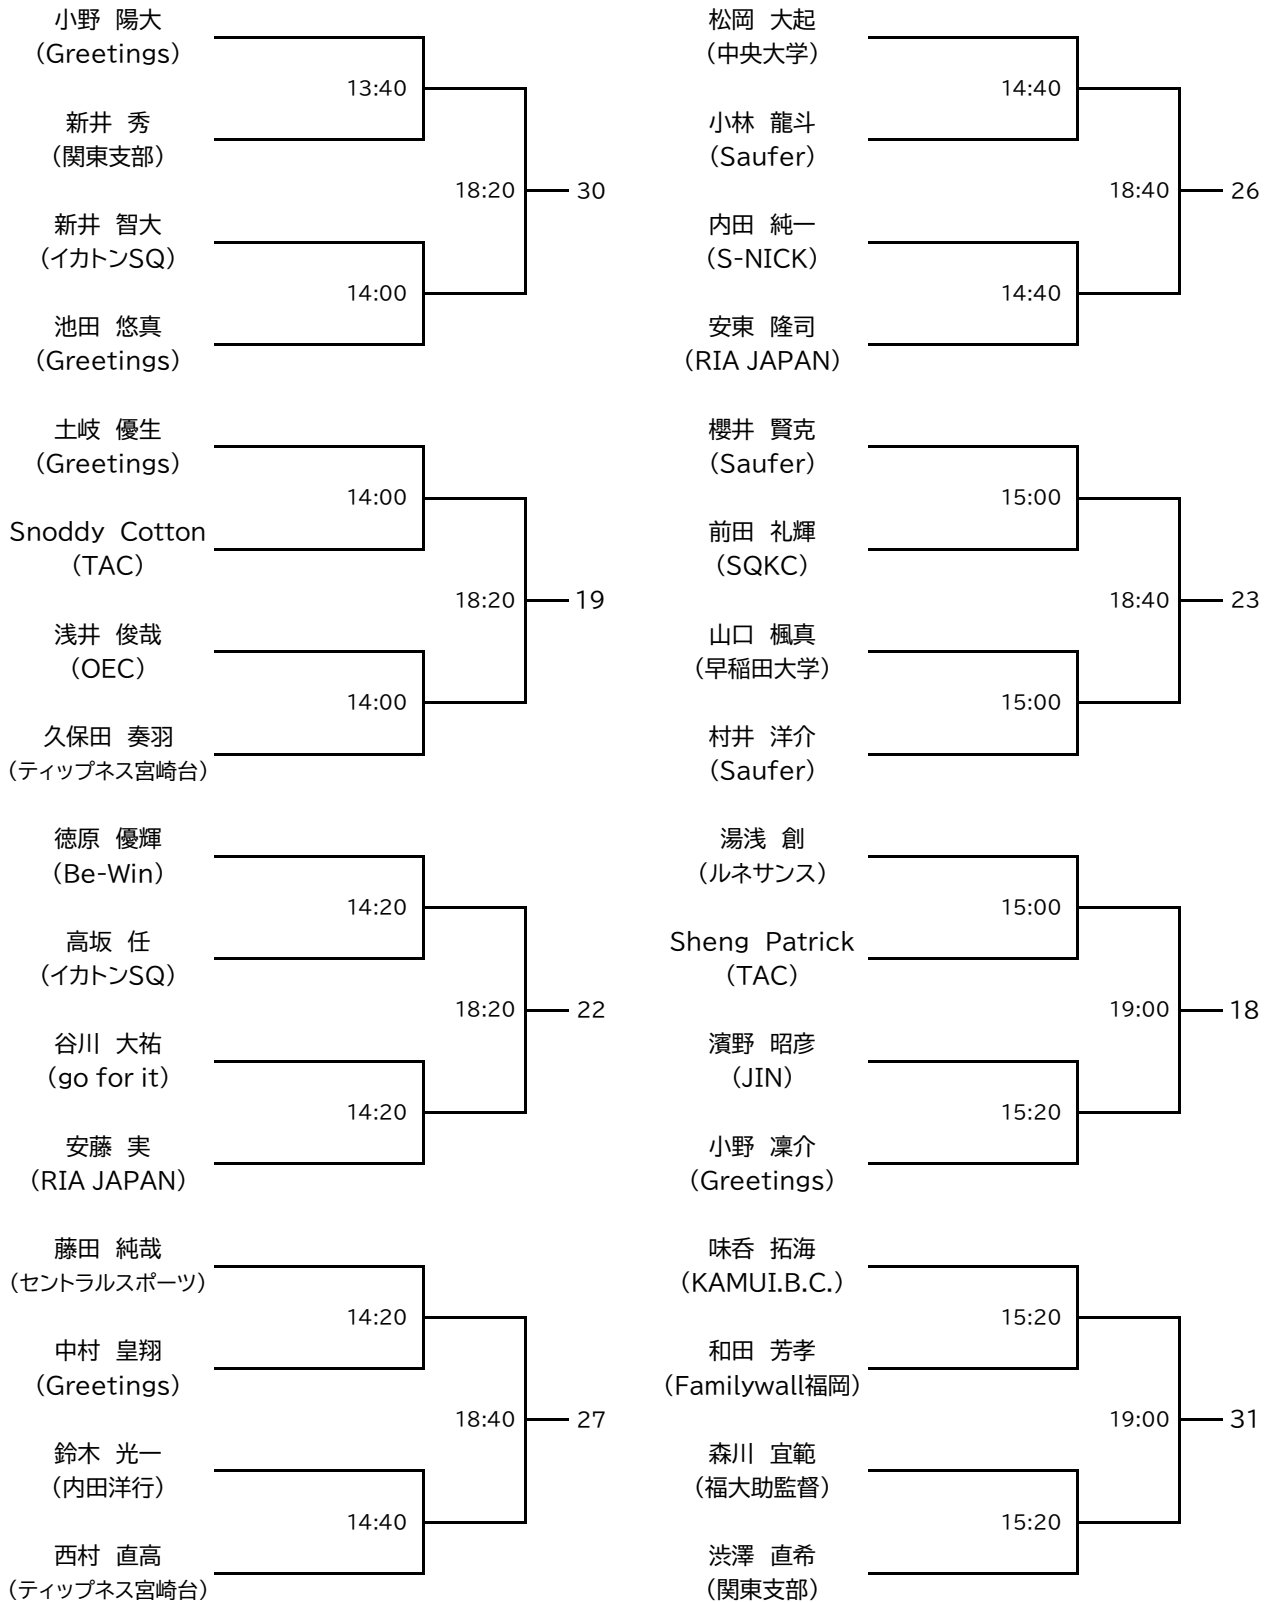 小野 陽大
（Greetings）
13:40
新井 秀
（関東支部）
18:20
30
新井 智大
（イカトンSQ）
14:00
池田 悠真
（Greetings）
土岐 優生
（Greetings）
14:00
Snoddy Cotton
（TAC）
18:20
19
浅井 俊哉
（OEC）
14:00
久保田 奏羽
（ティップネス宮崎台）
徳原 優輝
（Be-Win）
14:20
高坂 任
（イカトンSQ）
18:20
22
谷川 大祐
（go for it）
14:20
安藤 実
（RIA JAPAN）
藤田 純哉
（セントラルスポーツ）
14:20
中村 皇翔
（Greetings）
18:40
27
鈴木 光一
（内田洋行）
14:40
西村 直高
（ティップネス宮崎台）
松岡 大起
（中央大学）
14:40
小林 龍斗
（Saufer）
18:40
26
内田 純一
（S-NICK）
14:40
安東 隆司
（RIA JAPAN）
櫻井 賢克
（Saufer）
15:00
前田 礼輝
（SQKC）
18:40
23
山口 楓真
（早稲田大学）
15:00
村井 洋介
（Saufer）
湯浅 創
（ルネサンス）
15:00
Sheng Patrick
（TAC）
19:00
18
濱野 昭彦
（JIN）
15:20
小野 凜介
（Greetings）
味呑 拓海
（KAMUI.B.C.）
15:20
和田 芳孝
（Familywall福岡）
19:00
31
森川 宜範
（福大助監督）
15:20
渋澤 直希
（関東支部）